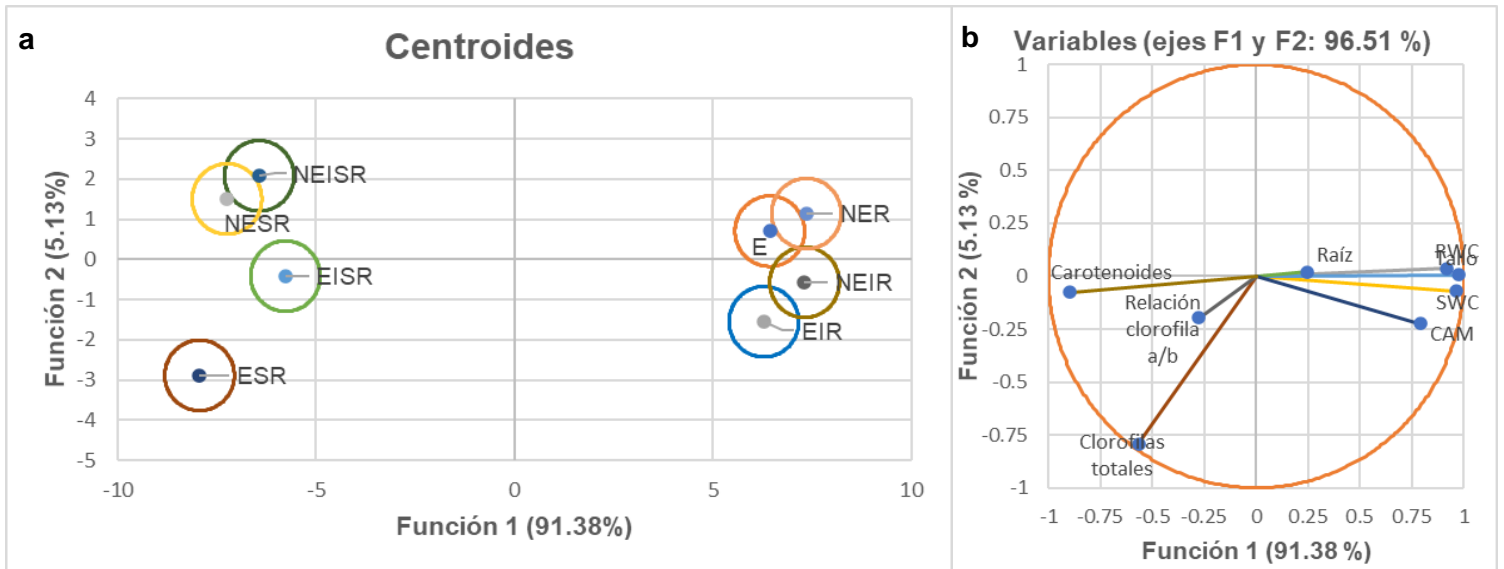 a
Centroides
4
3
2
1
0
-1
-2
-3
-4
-5
-10
-5
0
5
10
Función 2 (5.13%)
Función 1 (91.38%)
NEISR
NESR
EISR
ESR
NER
E
NEIR
EIR
b
Variables (ejes F1 y F2: 96.51 %)
1
0.75
0.5
0.25
0
-0.25
-0.5
-0.75
-1
-1
-0.75
-0.5
-0.25
0
0.25
0.5
0.75
1
Función 2 (5.13 %)
Función 1 (91.38 %)
Carotenoides
Relación
clorofila
a/b
Clorofilas
totales
Raíz
RWC
Tallo
SWC
CAM